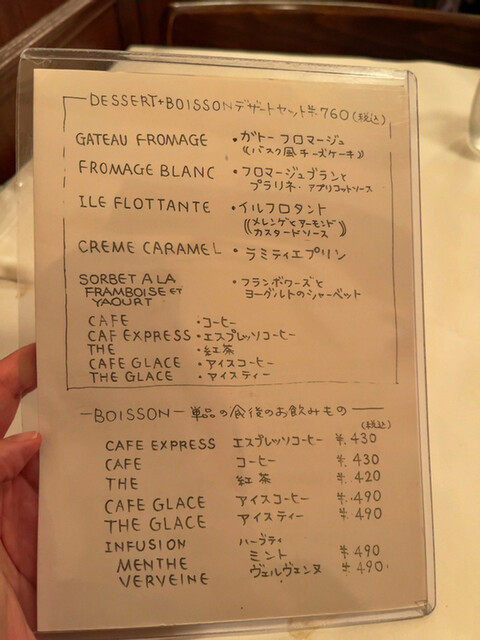 DESSERT+BOISSON デザートセット ¥760 (税込)
GATEAU FROMAGE ・ガトーフロマージュ
《バスク風チーズケーキ》
FROMAGE BLANC ・フロマージュブランと
プラリネ・アプリコットソース
ILE FLOTTANTE ・イルフロタント
《メレンゲとアーモンド
カスタードソース》
CREME CARAMEL ・ラミティエプリン
SORBET A LA ・フランボワーズと
FRAMBOISE ET ヨーグルトのシャーベット
YAOURT
CAFE ・コーヒー
CAF EXPRESS ・エスプレッソコーヒー
THE ・紅茶
CAFE GLACE ・アイスコーヒー
THE GLACE ・アイスティー
—BOISSON— 単品の食後のお飲みもの—
(税込)
CAFE EXPRESS エスプレッソコーヒー ¥.430
CAFE コーヒー ¥.430
THE 紅茶 ¥.420
CAFE GLACE アイスコーヒー ¥.490
THE GLACE アイスティー ¥.490
INFUSION ハーブティ
MENTHE ミント ¥490
VERVEINE ヴェルヴェンヌ ¥490.